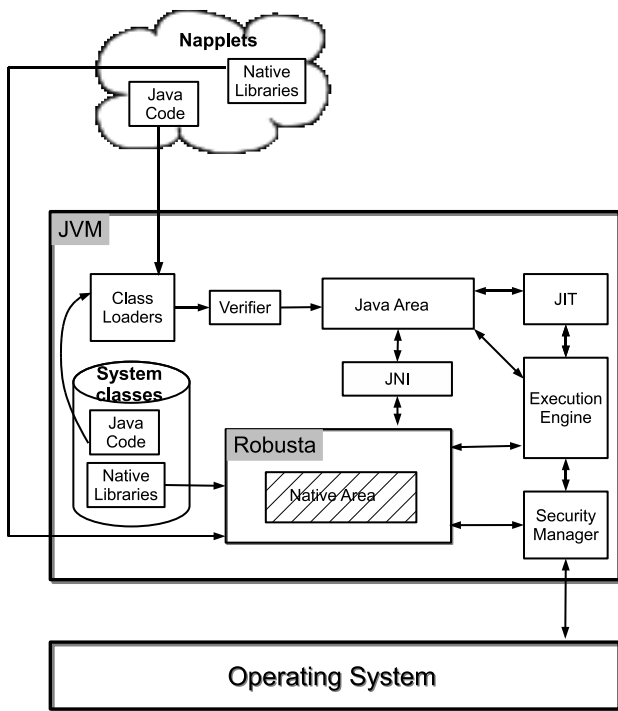 Napplets
Native
Libraries
Java
Code
JVM
Class
Loaders
Verifier
Java Area
JIT
JNI
Execution
Engine
System
classes
Java
Code
Native
Libraries
Robusta
Native Area
Security
Manager
Operating System